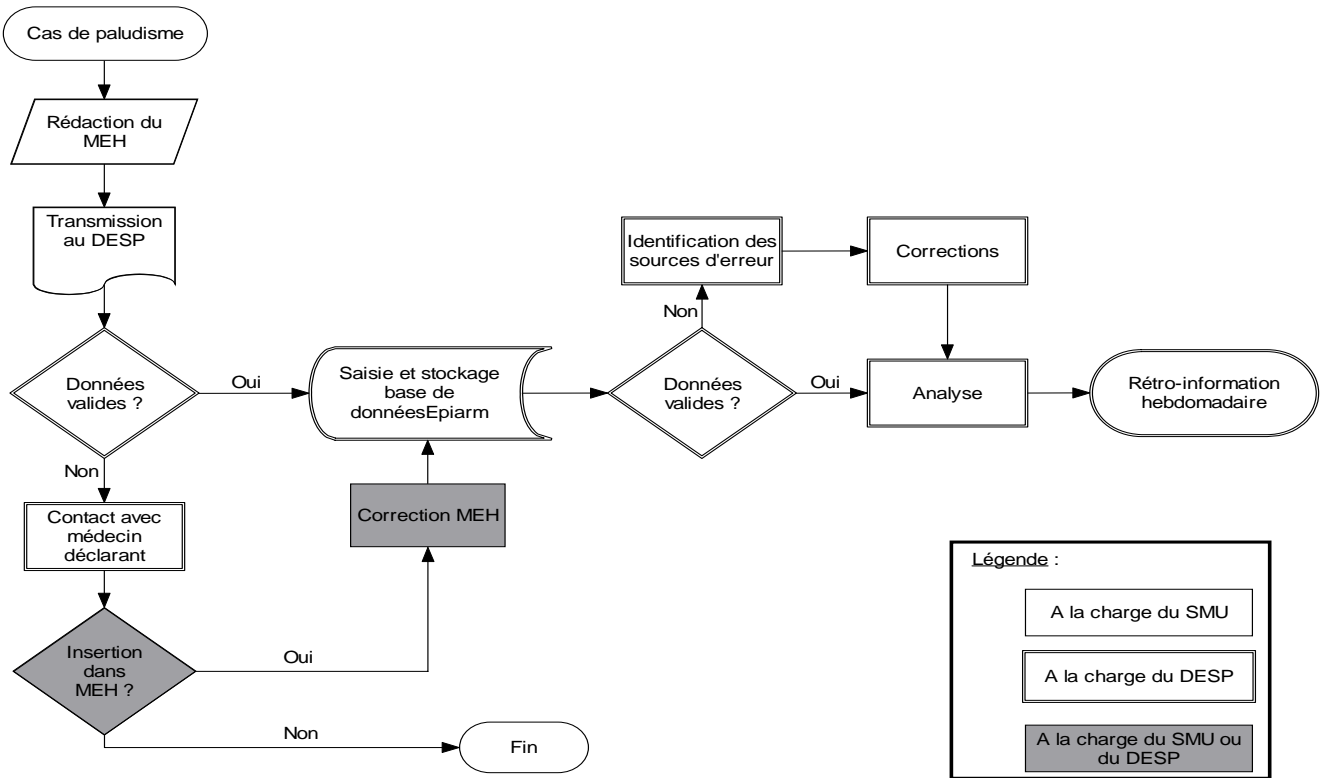 Cas de paludisme
Rédaction du
MEH
Transmission
au DESP
Données
valides ?
Oui
Non
Contact avec
médecin
déclarant
Insertion
dans
MEH ?
Oui
Non
Fin
Correction MEH
Saisie et stockage
base de
donnéesEpiarm
Données
valides ?
Non
Oui
Identification des
sources d'erreur
Corrections
Analyse
Rétro-information
hebdomadaire
Légende :
A la charge du SMU
A la charge du DESP
A la charge du SMU ou
du DESP